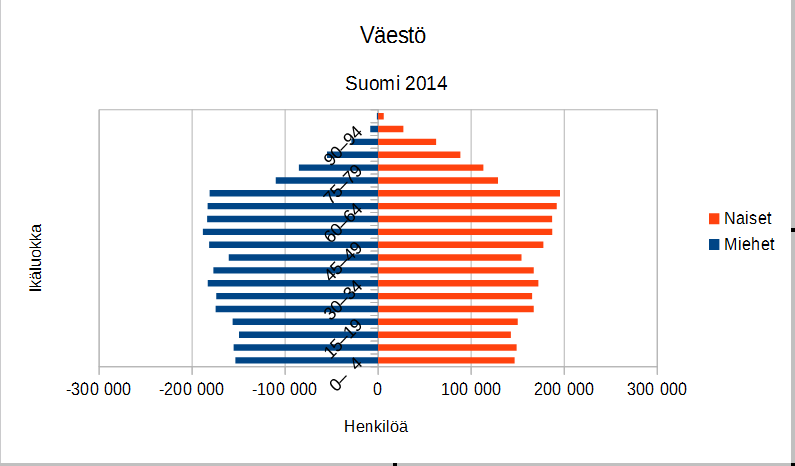 Väestö
Suomi 2014
90–94
75–79
60–64
45–49
30–34
15–19
0– 4
Ikäluokka
Naiset
Miehet
-300 000 -200 000 -100 000 0 100 000 200 000 300 000
Henkilöä